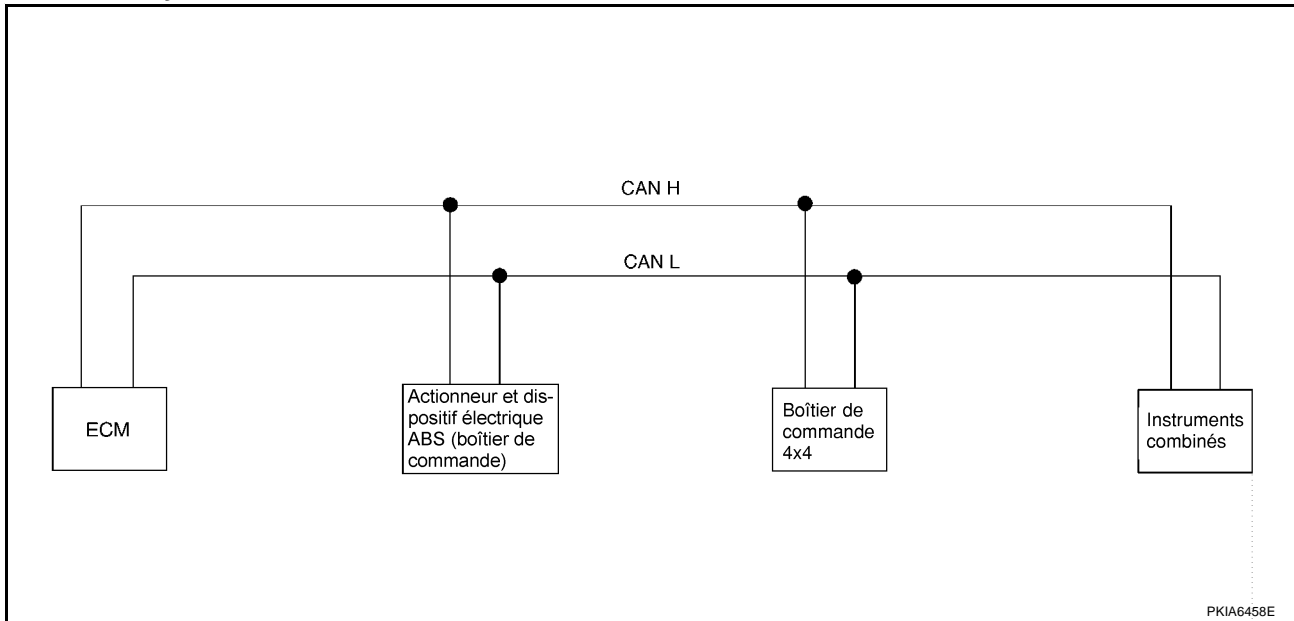 CAN H
CAN L
ECM
Actionneur et dis-
positif électrique
ABS (boîtier de
commande)
Boîtier de
commande
4x4
Instruments
combinés
PKIA6458E